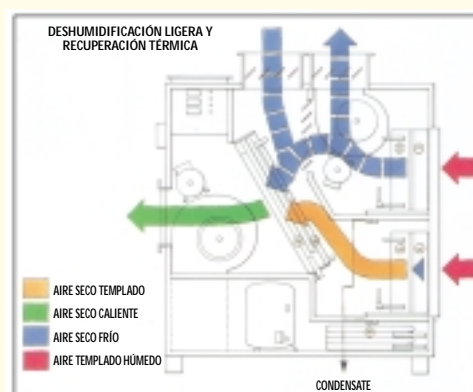 DESHUMIDIFICACIÓN LIGERA Y
RECUPERACIÓN TÉRMICA
AIRE SECO TEMPLADO
AIRE SECO CALIENTE
AIRE SECO FRÍO
AIRE TEMPLADO HÚMEDO
CONDENSATE